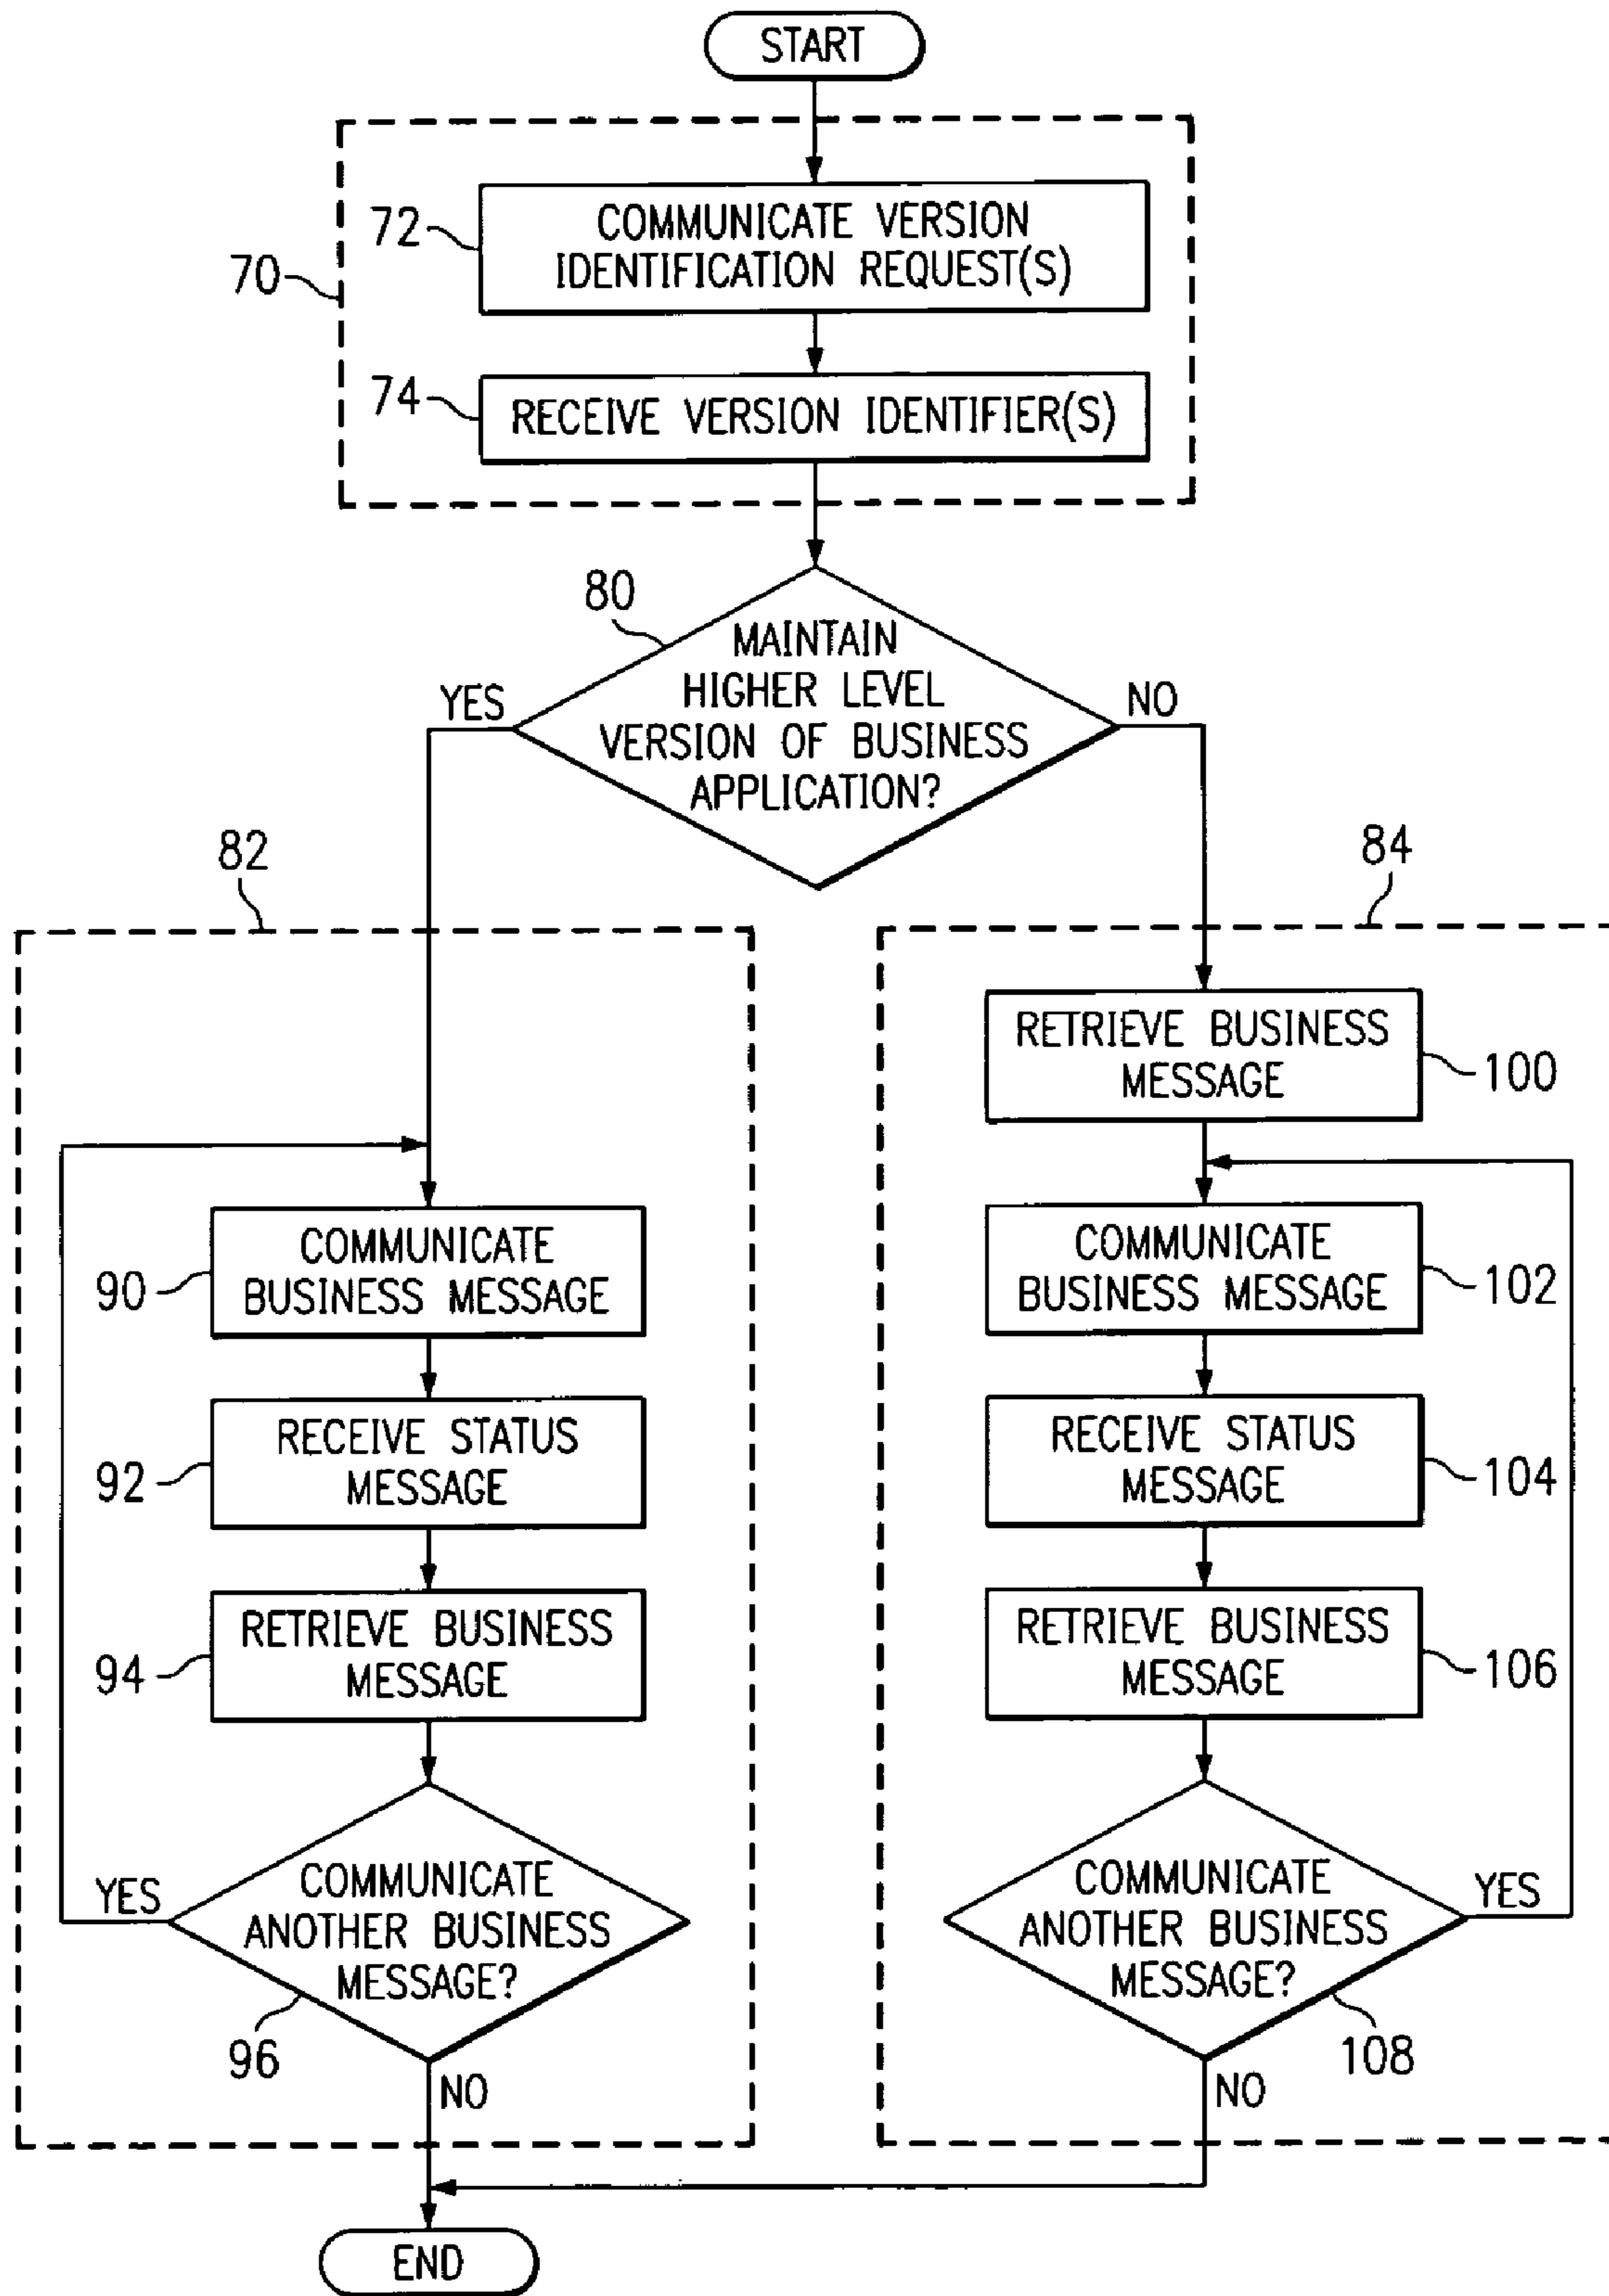 START
72
COMMUNICATE VERSION
IDENTIFICATION REQUEST(S)
70
74
RECEIVE VERSION IDENTIFIER(S)
80
MAINTAIN
HIGHER LEVEL
VERSION OF BUSINESS
APPLICATION?
YES
NO
82
84
RETRIEVE BUSINESS
MESSAGE
100
COMMUNICATE
BUSINESS MESSAGE
90
COMMUNICATE
BUSINESS MESSAGE
102
RECEIVE STATUS
MESSAGE
92
RECEIVE STATUS
MESSAGE
104
RETRIEVE BUSINESS
MESSAGE
94
RETRIEVE BUSINESS
MESSAGE
106
YES
COMMUNICATE
ANOTHER BUSINESS
MESSAGE?
COMMUNICATE
ANOTHER BUSINESS
MESSAGE?
YES
96
108
NO
NO
END